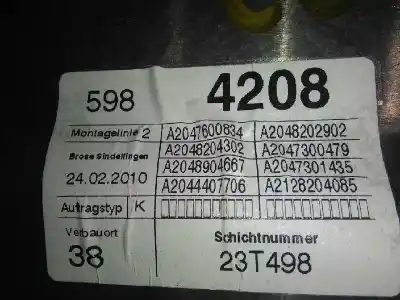 598 4208
Montagelinie 2 A2047600834 A2048202902
Brose Sindelfingen A2048204302 A2047300479
24.02.2010 A2048904667 A2047301435
A2044407706 A2128204085
Auftragstyp K
Verbauort Schichtnummer
38 23T498